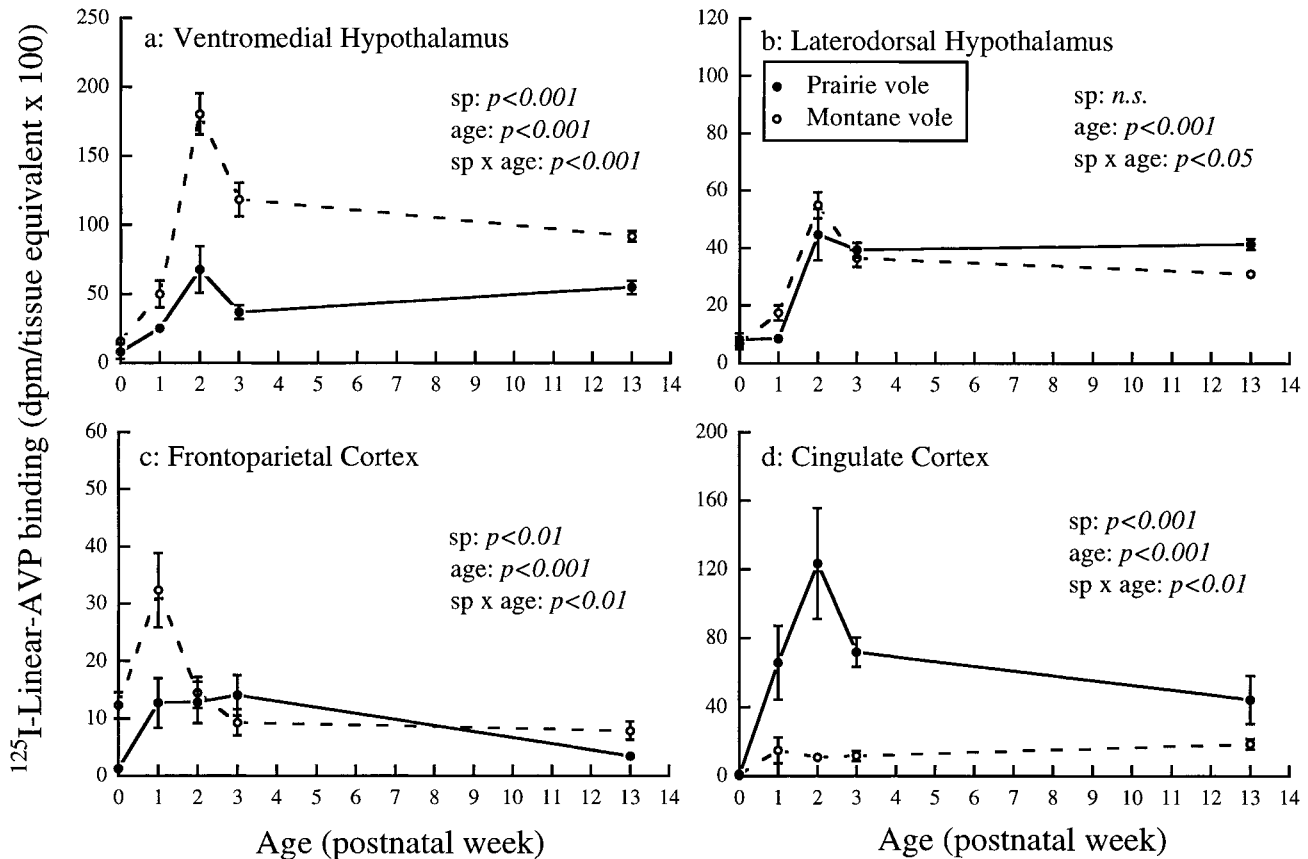 ¹²⁵I-Linear-AVP binding (dpm/tissue equivalent x 100)
a: Ventromedial Hypothalamus
250
200
150
100
50
0
sp: p<0.001
age: p<0.001
sp x age: p<0.001
0 1 2 3 4 5 6 7 8 9 10 11 12 13 14
b: Laterodorsal Hypothalamus
120
100
80
60
40
20
0
Prairie vole
Montane vole
sp: n.s.
age: p<0.001
sp x age: p<0.05
0 1 2 3 4 5 6 7 8 9 10 11 12 13 14
c: Frontoparietal Cortex
60
50
40
30
20
10
0
sp: p<0.01
age: p<0.001
sp x age: p<0.01
0 1 2 3 4 5 6 7 8 9 10 11 12 13 14
Age (postnatal week)
d: Cingulate Cortex
200
160
120
80
40
0
sp: p<0.001
age: p<0.001
sp x age: p<0.01
0 1 2 3 4 5 6 7 8 9 10 11 12 13 14
Age (postnatal week)